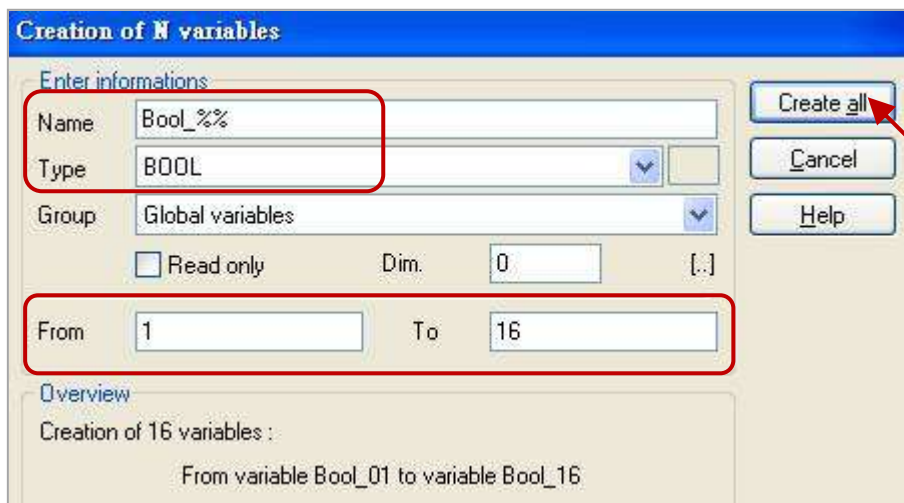 Creation of N variables
Enter informations
Name Bool_%% Create all
Type BOOL Cancel
Group Global variables Help
Read only Dim. 0 [..]
From 1 To 16
Overview
Creation of 16 variables :
From variable Bool_01 to variable Bool_16